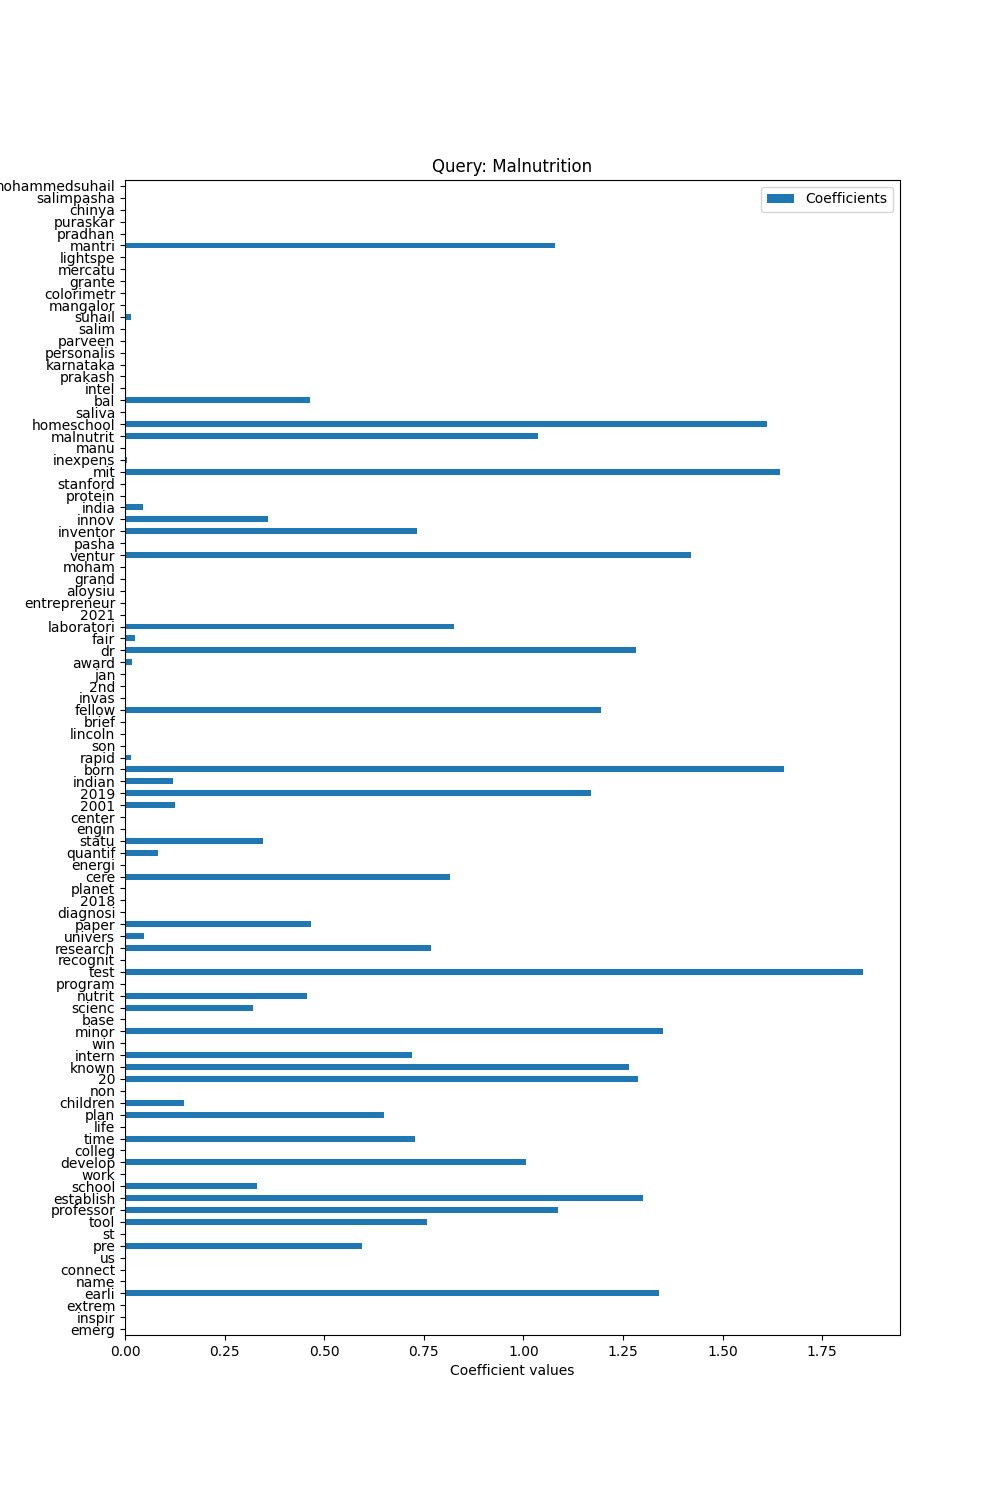 Query: Malnutrition
Coefficients
ohammedsuhail
salimpasha
chinya
puraskar
pradhan
mantri
lightspe
mercatu
grante
colorimetr
mangalor
suhail
salim
parveen
personalis
karnataka
prakash
intel
bal
saliva
homeschool
malnutrit
manu
inexpens
mit
stanford
protein
india
innov
inventor
pasha
ventur
moham
grand
aloysiu
entrepreneur
2021
laboratori
fair
dr
award
jan
2nd
invas
fellow
brief
lincoln
son
rapid
born
indian
2019
2001
center
engin
statu
quantif
energi
cere
planet
2018
diagnosi
paper
univers
research
recognit
test
program
nutrit
scienc
base
minor
win
intern
known
20
non
children
plan
life
time
colleg
develop
work
school
establish
professor
tool
st
pre
us
connect
name
earli
extrem
inspir
emerg
0.00 0.25 0.50 0.75 1.00 1.25 1.50 1.75
Coefficient values